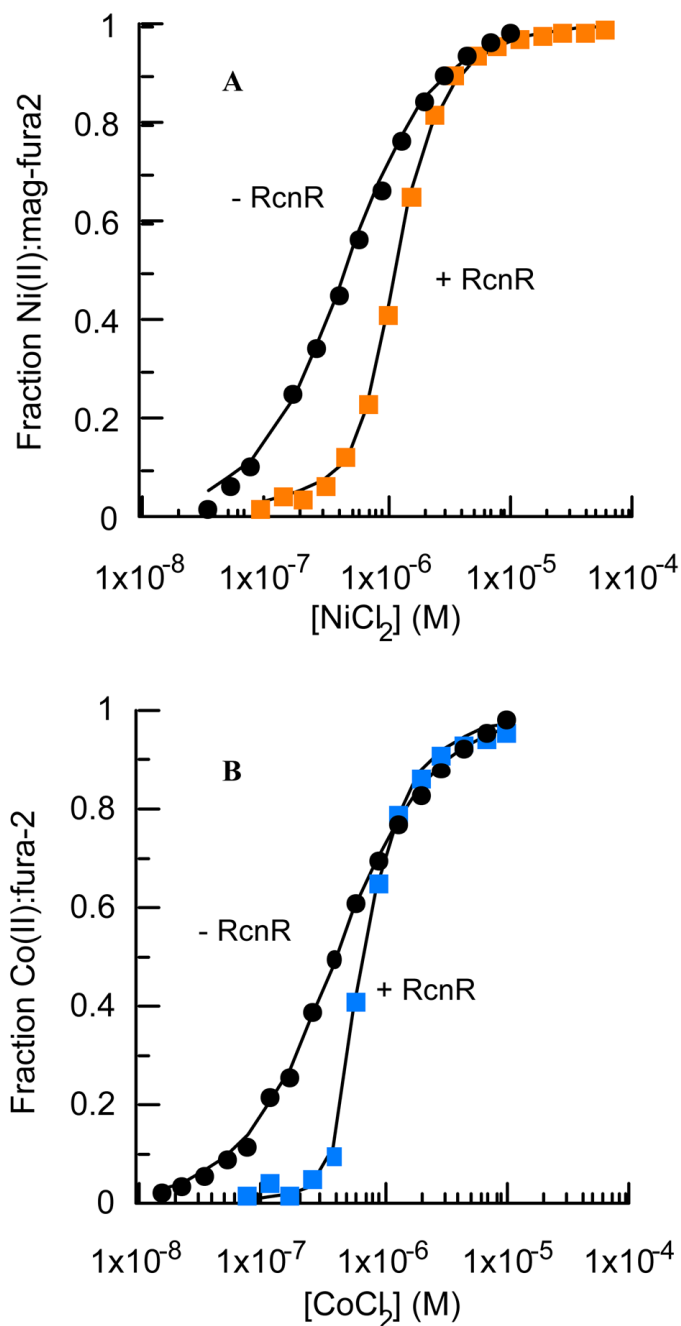 1
A
0.8
- RcnR
0.6
+ RcnR
0.4
0.2
0
Fraction Ni(II):mag-fura2
1x10⁻⁸ 1x10⁻⁷ 1x10⁻⁶ 1x10⁻⁵ 1x10⁻⁴
[NiCl₂] (M)
1
B
0.8
0.6
- RcnR
+ RcnR
0.4
0.2
0
Fraction Co(II):fura-2
1x10⁻⁸ 1x10⁻⁷ 1x10⁻⁶ 1x10⁻⁵ 1x10⁻⁴
[CoCl₂] (M)